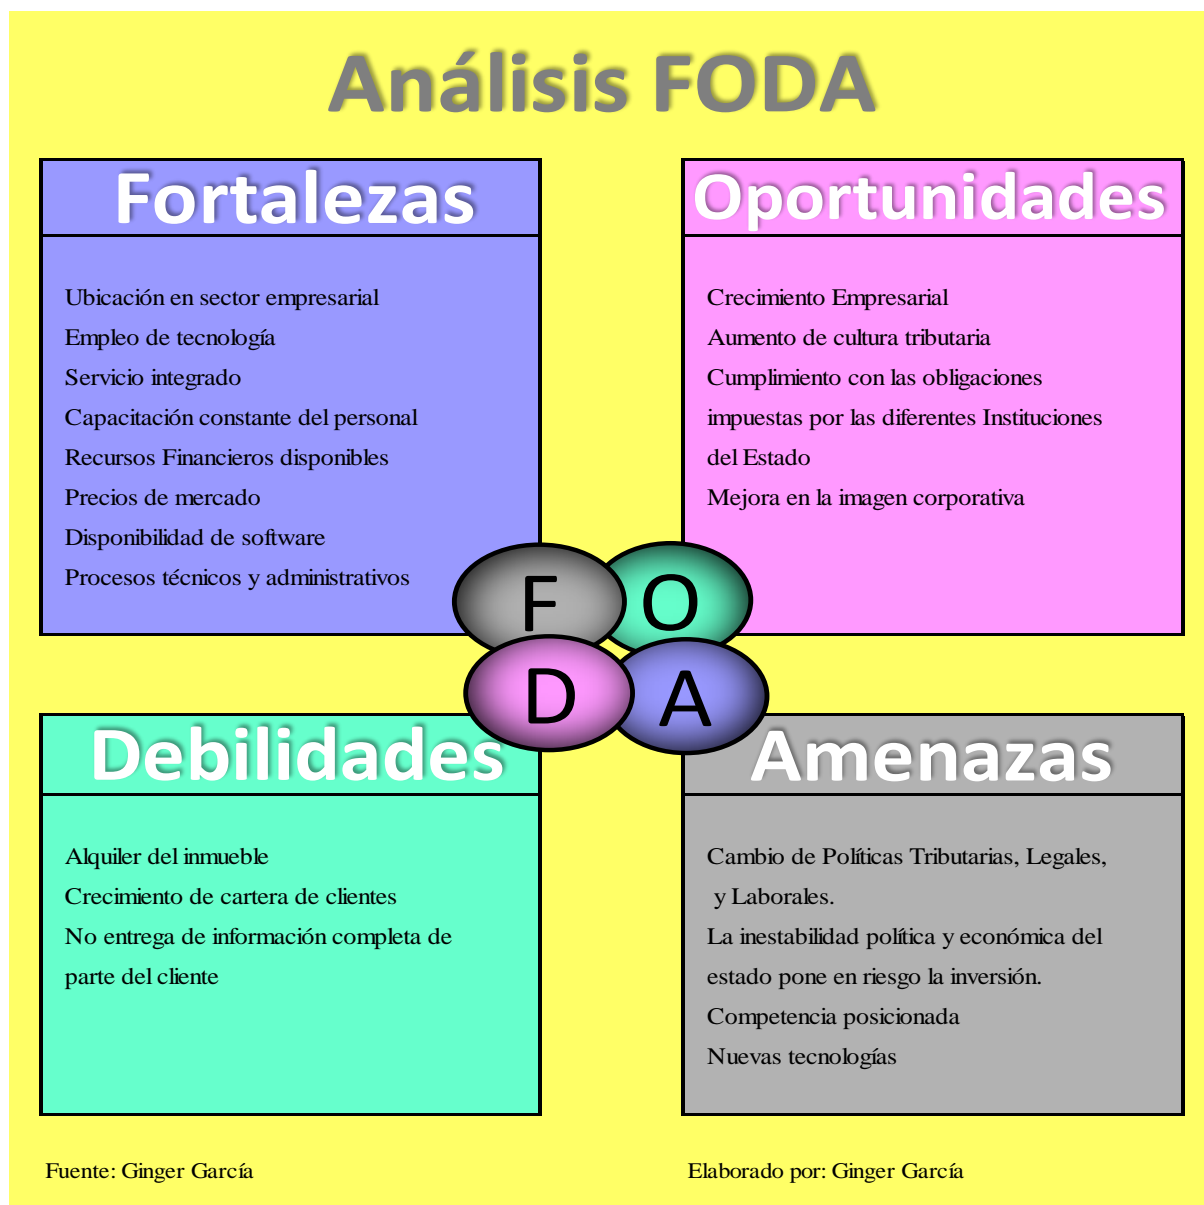 Análisis FODA
Fortalezas
Ubicación en sector empresarial
Empleo de tecnología
Servicio integrado
Capacitación constante del personal
Recursos Financieros disponibles
Precios de mercado
Disponibilidad de software
Procesos técnicos y administrativos
Oportunidades
Crecimiento Empresarial
Aumento de cultura tributaria
Cumplimiento con las obligaciones
impuestas por las diferentes Instituciones
del Estado
Mejora en la imagen corporativa
F
O
D
A
Debilidades
Alquiler del inmueble
Crecimiento de cartera de clientes
No entrega de información completa de
parte del cliente
Amenazas
Cambio de Políticas Tributarias, Legales,
y Laborales.
La inestabilidad política y económica del
estado pone en riesgo la inversión.
Competencia posicionada
Nuevas tecnologías
Fuente: Ginger García
Elaborado por: Ginger García